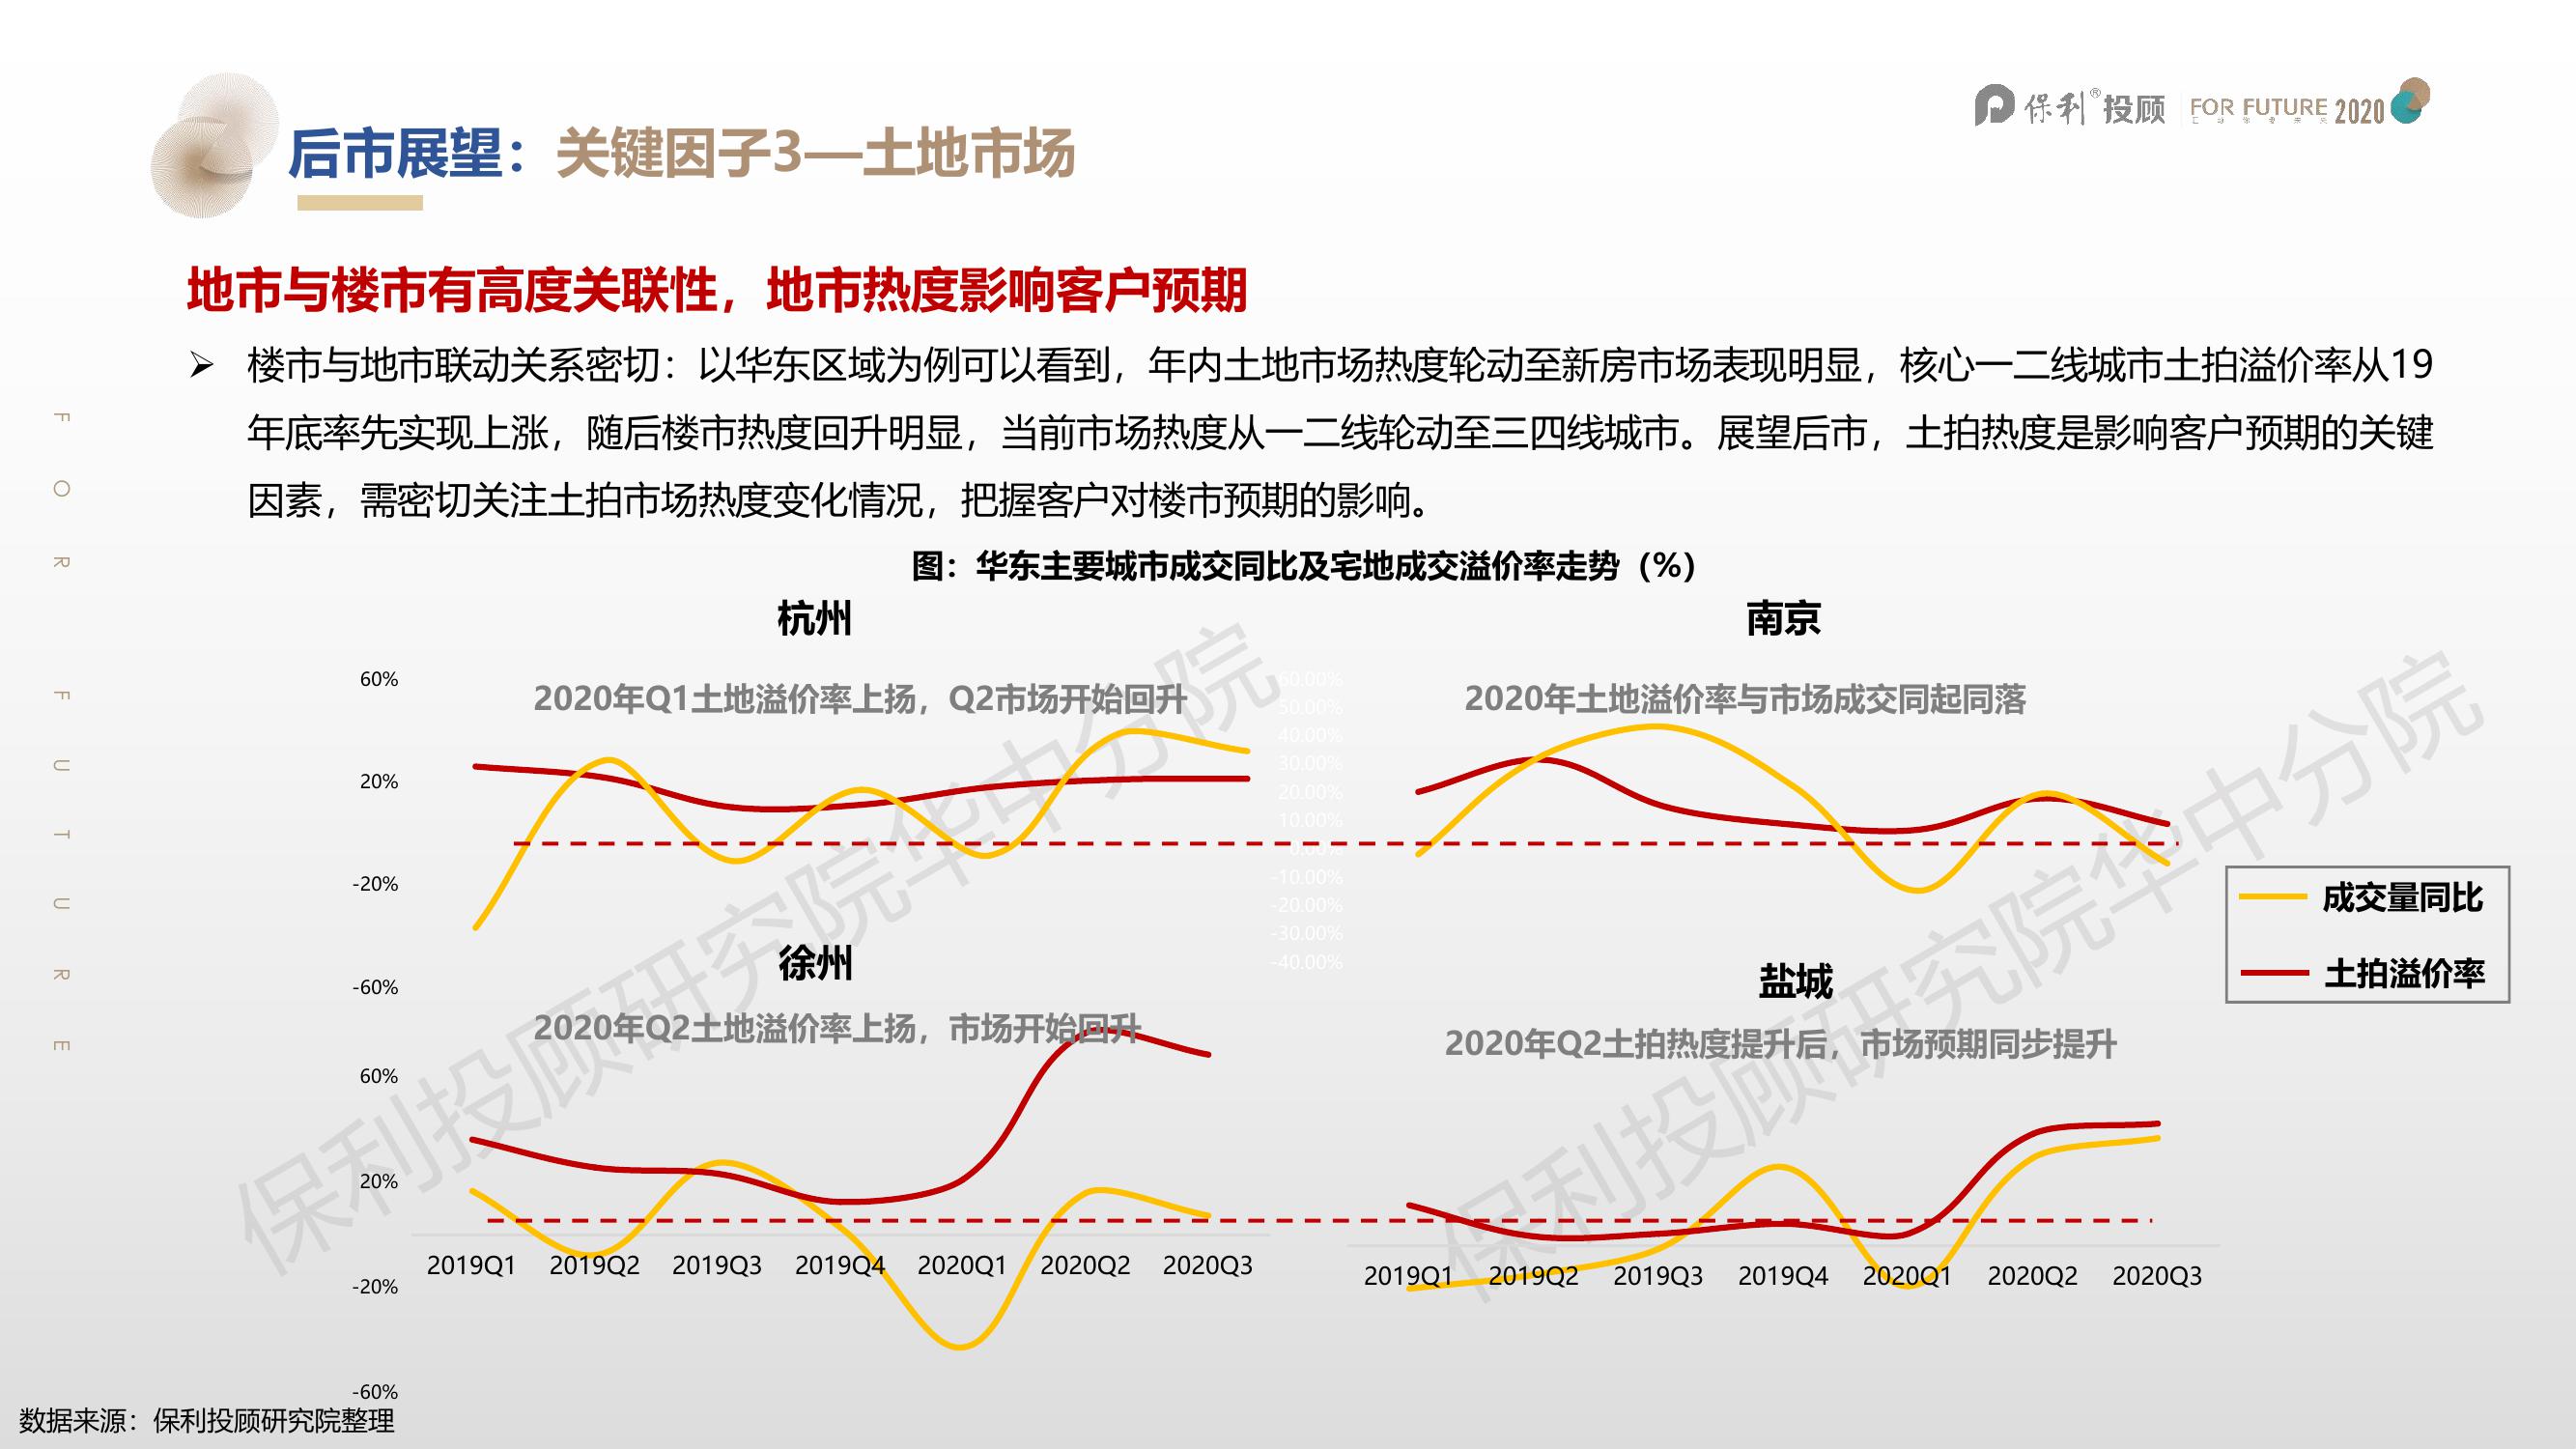 保利®投顾 FOR FUTURE 2020
后市展望：关键因子3—土地市场
地市与楼市有高度关联性，地市热度影响客户预期
➢ 楼市与地市联动关系密切：以华东区域为例可以看到，年内土地市场热度轮动至新房市场表现明显，核心一二线城市土拍溢价率从19
年底率先实现上涨，随后楼市热度回升明显，当前市场热度从一二线轮动至三四线城市。展望后市，土拍热度是影响客户预期的关键
因素，需密切关注土拍市场热度变化情况，把握客户对楼市预期的影响。
FOR FUTURE
图：华东主要城市成交同比及宅地成交溢价率走势（%）
杭州
2020年Q1土地溢价率上扬，Q2市场开始回升
60%
20%
-20%
-60%
南京
2020年土地溢价率与市场成交同起同落
60.00%
50.00%
40.00%
30.00%
20.00%
10.00%
0.00%
-10.00%
-20.00%
-30.00%
-40.00%
成交量同比
土拍溢价率
徐州
2020年Q2土地溢价率上扬，市场开始回升
60%
20%
-20%
-60%
2019Q1 2019Q2 2019Q3 2019Q4 2020Q1 2020Q2 2020Q3
盐城
2020年Q2土拍热度提升后，市场预期同步提升
2019Q1 2019Q2 2019Q3 2019Q4 2020Q1 2020Q2 2020Q3
保利投顾研究院华中分院
保利投顾研究院华中分院
数据来源：保利投顾研究院整理